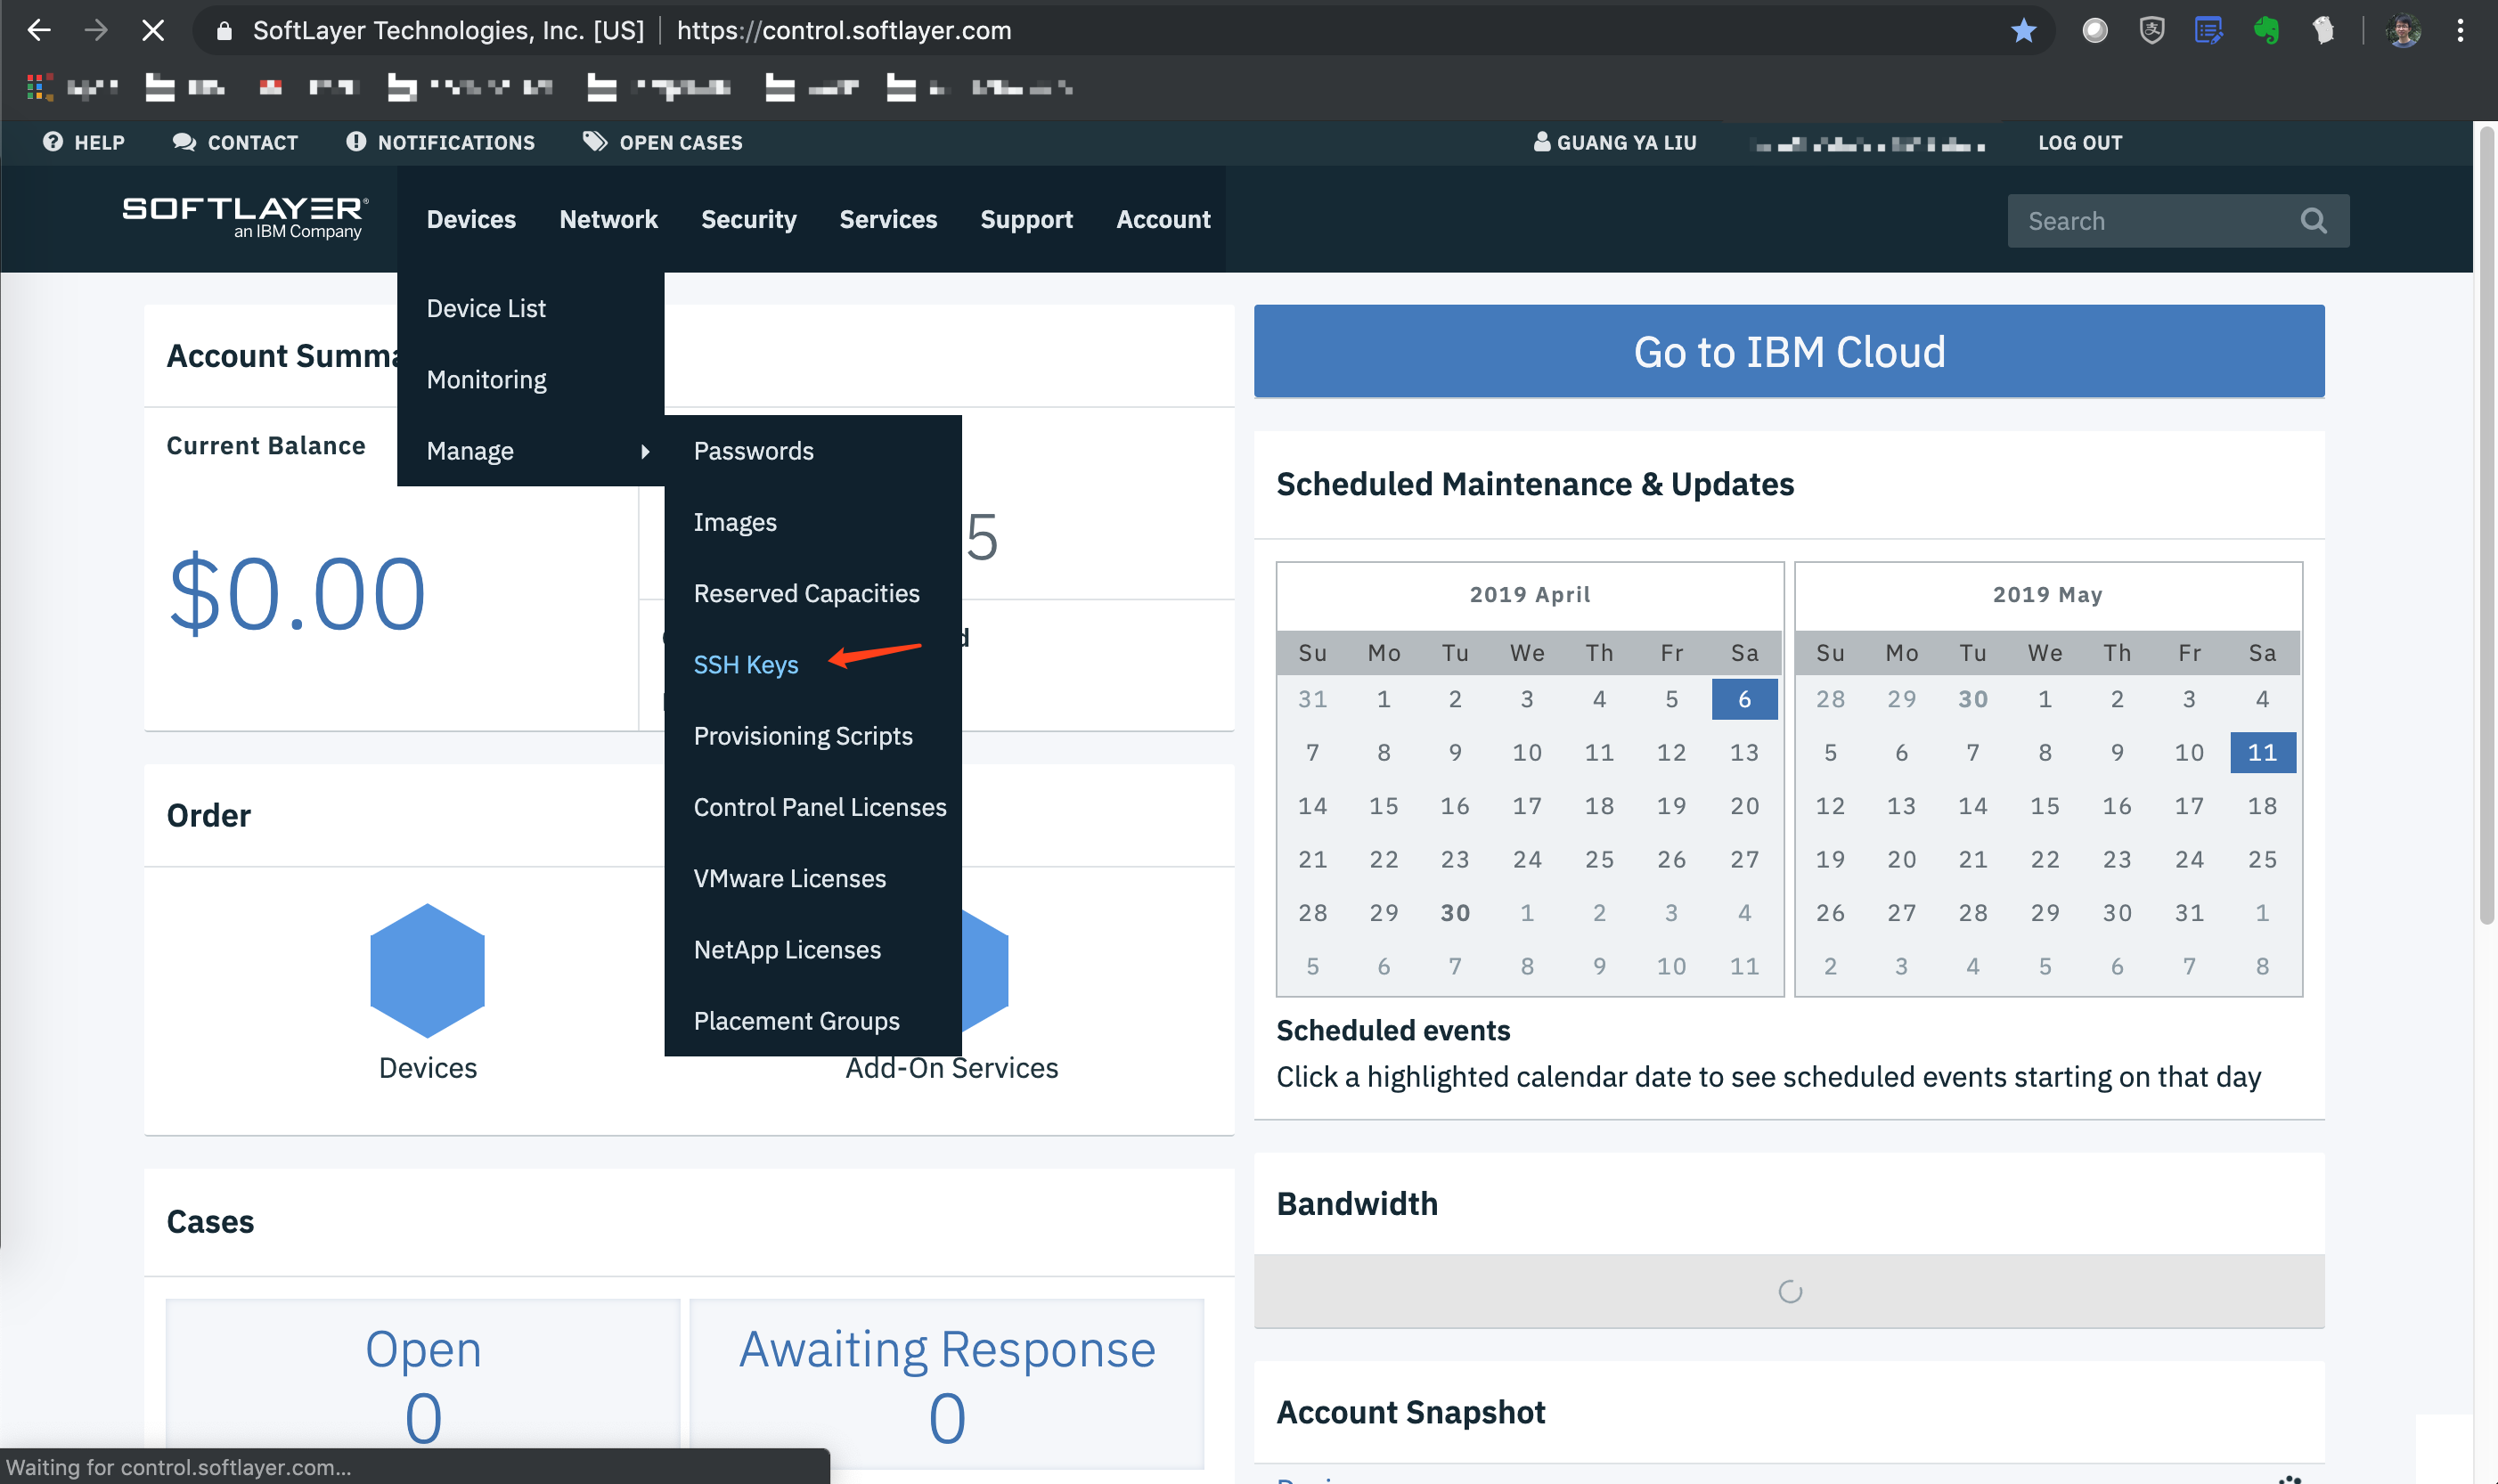 SoftLayer Technologies, Inc. [US] | https://control.softlayer.com
HELP CONTACT NOTIFICATIONS OPEN CASES GUANG YA LIU LOG OUT
SOFTLAYER®
an IBM Company
Devices Network Security Services Support Account
Search
Device List
Monitoring
Manage
Passwords
Images
Reserved Capacities
SSH Keys
Provisioning Scripts
Control Panel Licenses
VMware Licenses
NetApp Licenses
Placement Groups
Account
Current Balance
$0.00
5
Order
Devices
Add-On Services
Cases
Open
0
Awaiting Response
0
Go to IBM Cloud
Scheduled Maintenance & Updates
2019 April
Su Mo Tu We Th Fr Sa
31 1 2 3 4 5 6
7 8 9 10 11 12 13
14 15 16 17 18 19 20
21 22 23 24 25 26 27
28 29 30 1 2 3 4
5 6 7 8 9 10 11
2019 May
Su Mo Tu We Th Fr Sa
28 29 30 1 2 3 4
5 6 7 8 9 10 11
12 13 14 15 16 17 18
19 20 21 22 23 24 25
26 27 28 29 30 31 1
2 3 4 5 6 7 8
Scheduled events
Click a highlighted calendar date to see scheduled events starting on that day
Bandwidth
Account Snapshot
Waiting for control.softlayer.com...